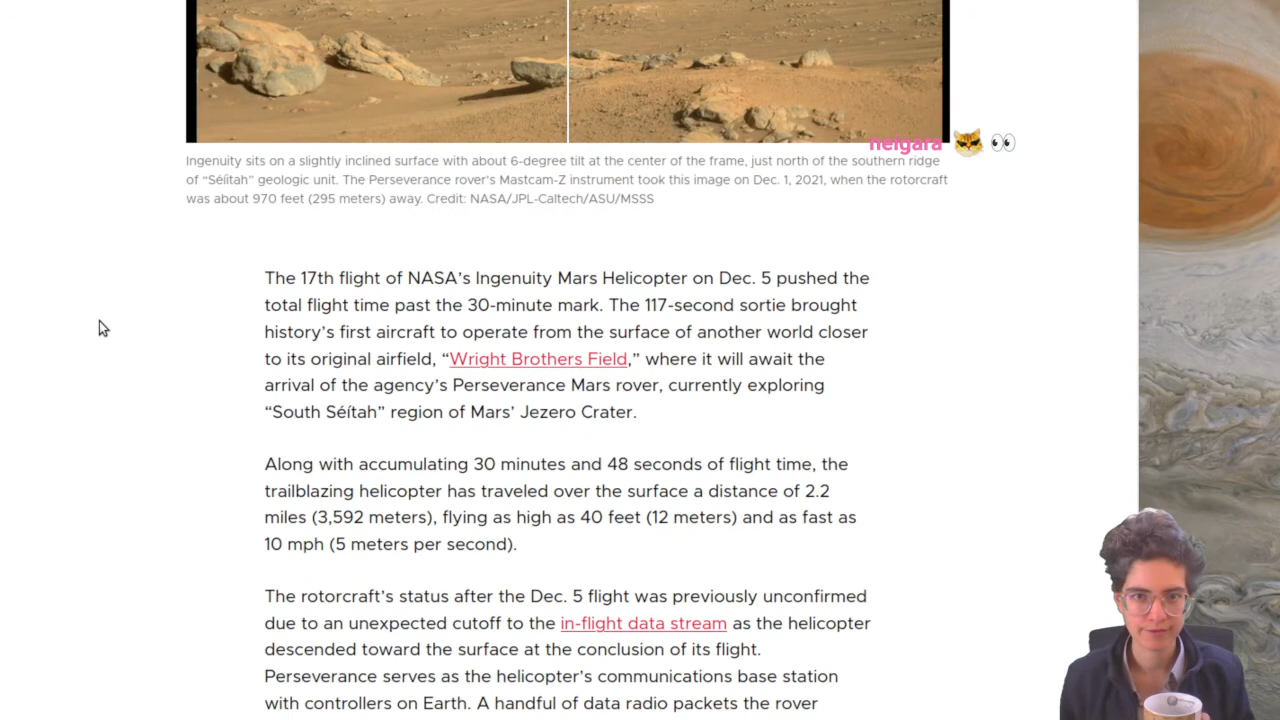 neigara
Ingenuity sits on a slightly inclined surface with about 6-degree tilt at the center of the frame, just north of the southern ridge
of “Séítah” geologic unit. The Perseverance rover’s Mastcam-Z instrument took this image on Dec. 1, 2021, when the rotorcraft
was about 970 feet (295 meters) away. Credit: NASA/JPL-Caltech/ASU/MSSS
The 17th flight of NASA’s Ingenuity Mars Helicopter on Dec. 5 pushed the
total flight time past the 30-minute mark. The 117-second sortie brought
history’s first aircraft to operate from the surface of another world closer
to its original airfield, “Wright Brothers Field,” where it will await the
arrival of the agency’s Perseverance Mars rover, currently exploring
“South Séítah” region of Mars’ Jezero Crater.
Along with accumulating 30 minutes and 48 seconds of flight time, the
trailblazing helicopter has traveled over the surface a distance of 2.2
miles (3,592 meters), flying as high as 40 feet (12 meters) and as fast as
10 mph (5 meters per second).
The rotorcraft’s status after the Dec. 5 flight was previously unconfirmed
due to an unexpected cutoff to the in-flight data stream as the helicopter
descended toward the surface at the conclusion of its flight.
Perseverance serves as the helicopter’s communications base station
with controllers on Earth. A handful of data radio packets the rover